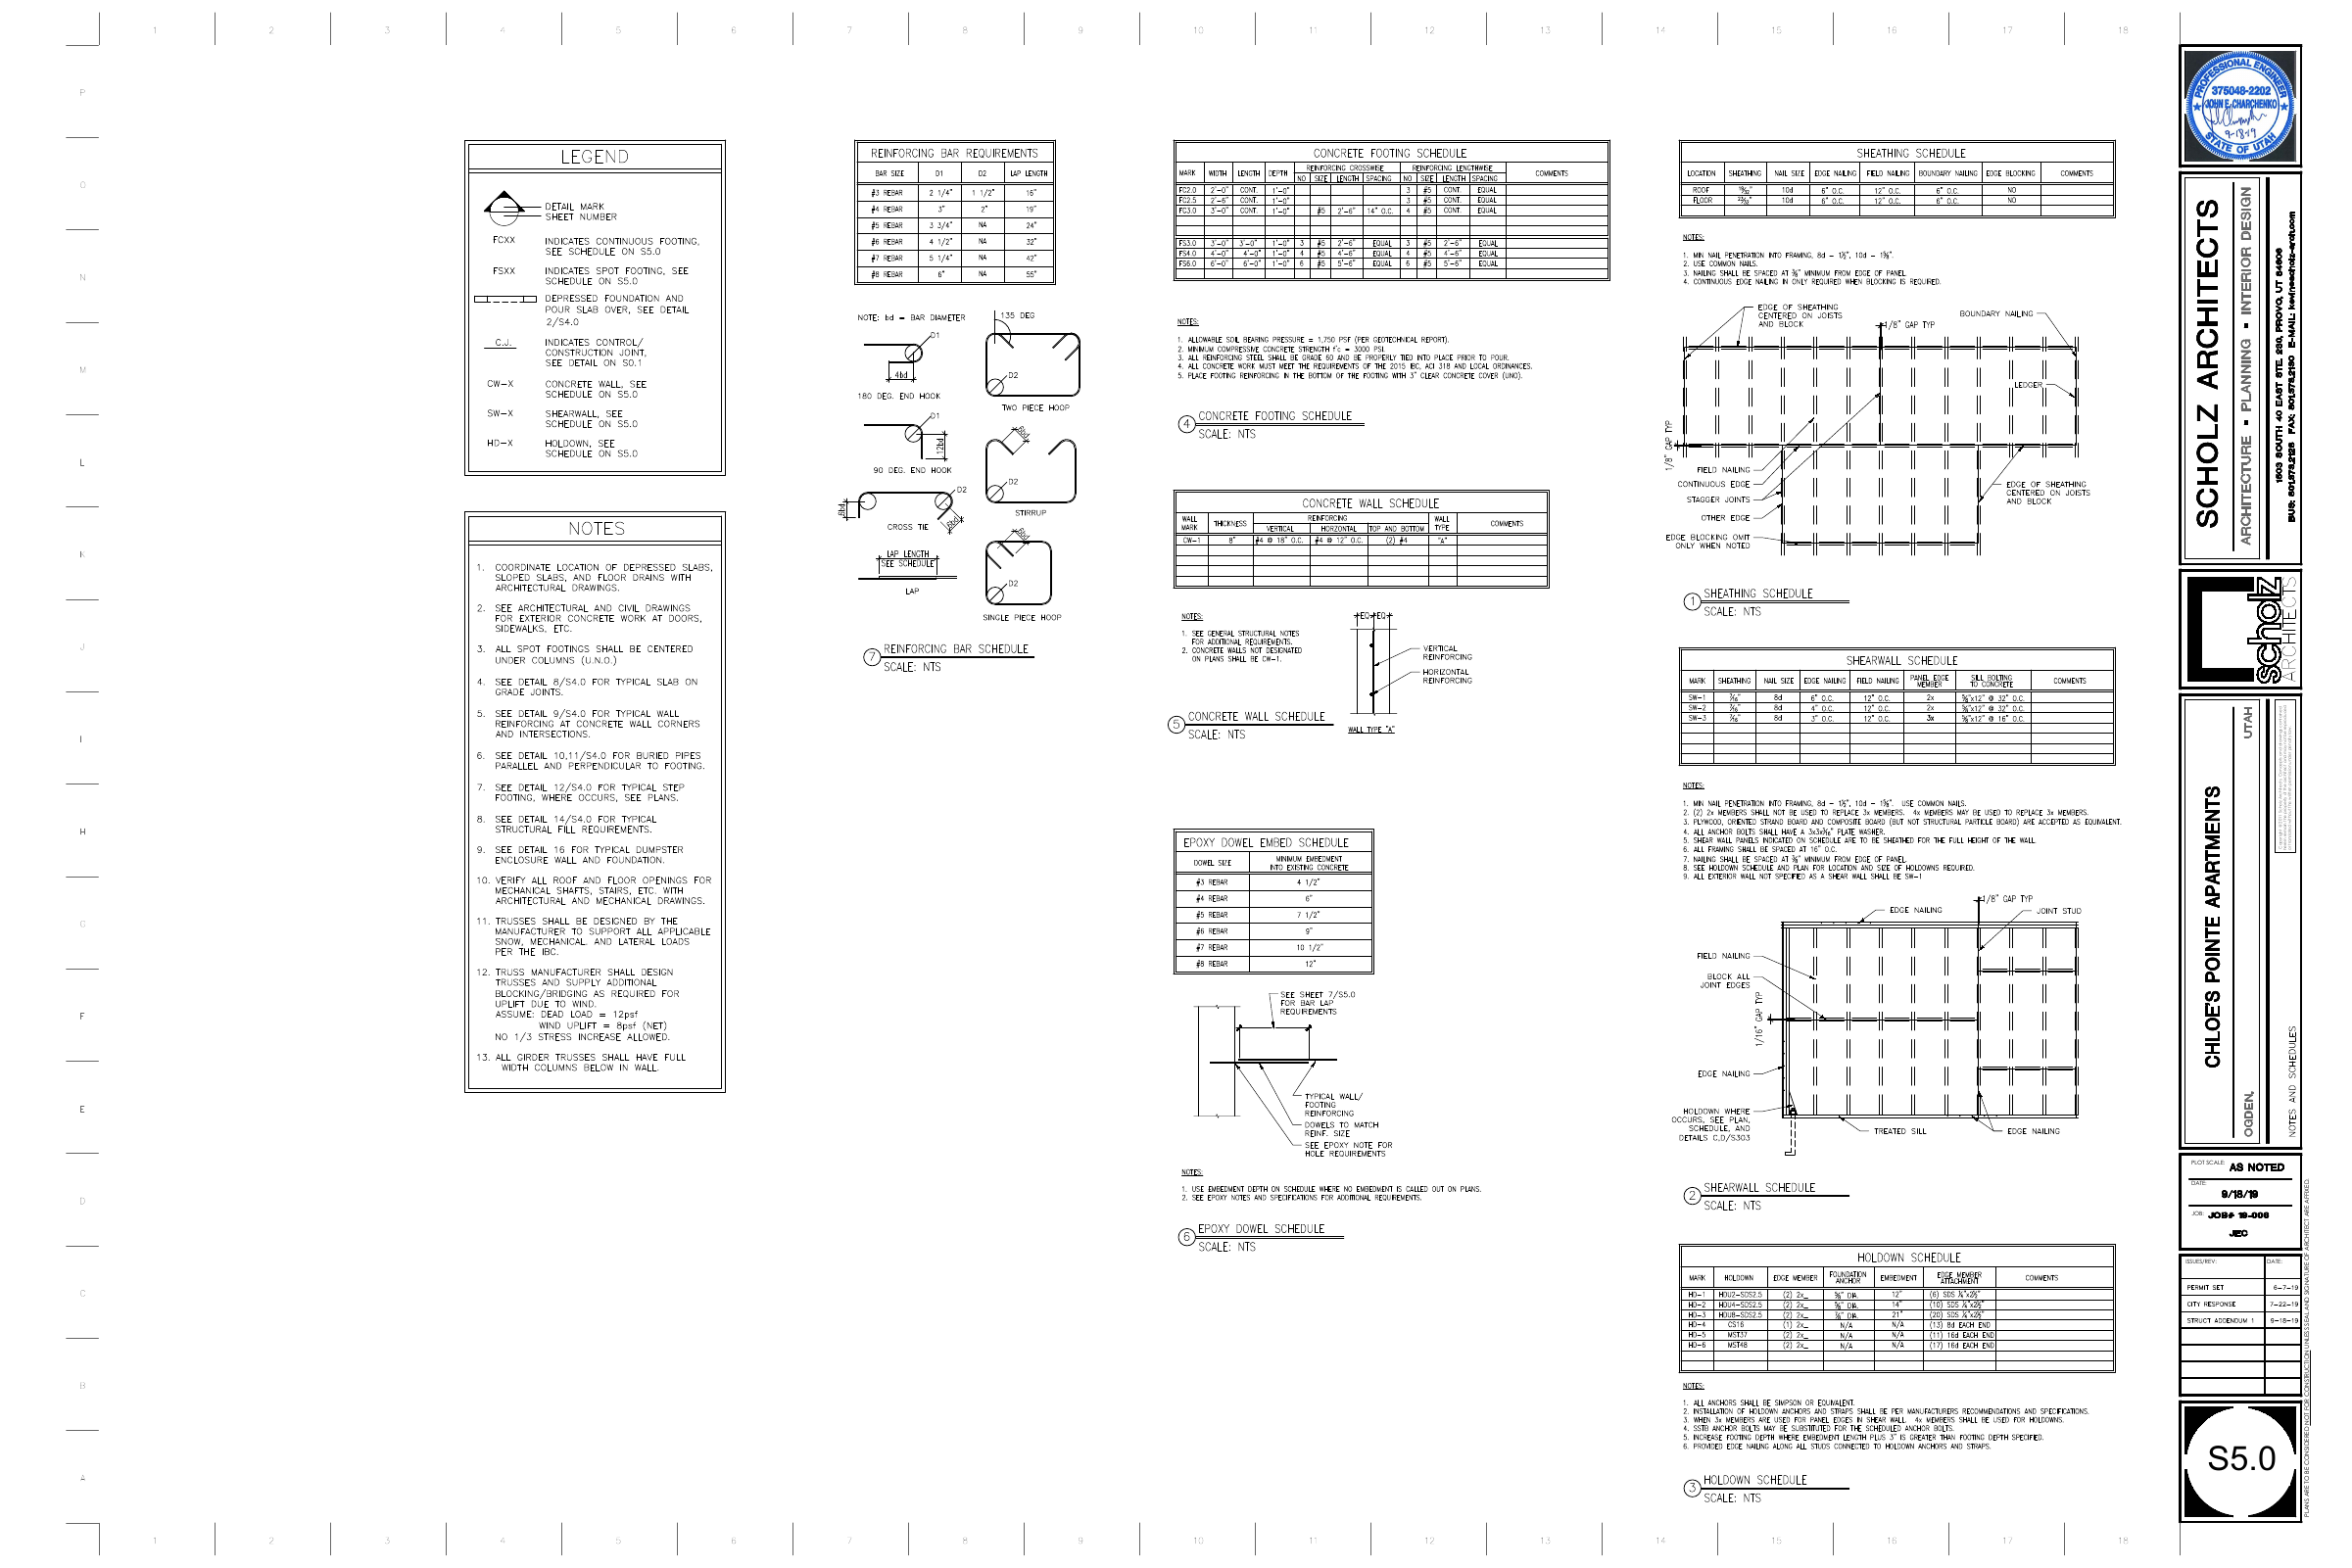 LEGEND
DETAIL MARK
SHEET NUMBER
FCXX INDICATES CONTINUOUS FOOTING,
SEE SCHEDULE ON S5.0
FSXX INDICATES SPOT FOOTING, SEE
SCHEDULE ON S5.0
DEPRESSED FOUNDATION AND
POUR SLAB OVER, SEE DETAIL
2/S4.0
C.J. INDICATES CONTROL/
CONSTRUCTION JOINT,
SEE DETAIL ON S0.1
CW-X CONCRETE WALL, SEE
SCHEDULE ON S5.0
SW-X SHEARWALL, SEE
SCHEDULE ON S5.0
HD-X HOLDOWN, SEE
SCHEDULE ON S5.0
NOTES
1. COORDINATE LOCATION OF DEPRESSED SLABS,
SLOPED SLABS, AND FLOOR DRAINS WITH
ARCHITECTURAL DRAWINGS.
2. SEE ARCHITECTURAL AND CIVIL DRAWINGS
FOR EXTERIOR CONCRETE WORK AT DOORS,
SIDEWALKS, ETC.
3. ALL SPOT FOOTINGS SHALL BE CENTERED
UNDER COLUMNS (U.N.O.)
4. SEE DETAIL 8/S4.0 FOR TYPICAL SLAB ON
GRADE JOINTS.
5. SEE DETAIL 9/S4.0 FOR TYPICAL WALL
REINFORCING AT CONCRETE WALL CORNERS
AND INTERSECTIONS.
6. SEE DETAIL 10,11/S4.0 FOR BURIED PIPES
PARALLEL AND PERPENDICULAR TO FOOTING.
7. SEE DETAIL 12/S4.0 FOR TYPICAL STEP
FOOTING, WHERE OCCURS, SEE PLANS.
8. SEE DETAIL 14/S4.0 FOR TYPICAL
STRUCTURAL FILL REQUIREMENTS.
9. SEE DETAIL 16 FOR TYPICAL DUMPSTER
ENCLOSURE WALL AND FOUNDATION.
10. VERIFY ALL ROOF AND FLOOR OPENINGS FOR
MECHANICAL SHAFTS, STAIRS, ETC. WITH
ARCHITECTURAL AND MECHANICAL DRAWINGS.
11. TRUSSES SHALL BE DESIGNED BY THE
MANUFACTURER TO SUPPORT ALL APPLICABLE
SNOW, MECHANICAL. AND LATERAL LOADS
PER THE IBC.
12. TRUSS MANUFACTURER SHALL DESIGN
TRUSSES AND SUPPLY ADDITIONAL
BLOCKING/BRIDGING AS REQUIRED FOR
UPLIFT DUE TO WIND.
ASSUME: DEAD LOAD = 12psf
WIND UPLIFT = 8psf (NET)
NO 1/3 STRESS INCREASE ALLOWED.
13. ALL GIRDER TRUSSES SHALL HAVE FULL
WIDTH COLUMNS BELOW IN WALL.
REINFORCING BAR REQUIREMENTS
BAR SIZE D1 D2 LAP LENGTH
#3 REBAR 2 1/4" 1 1/2" 16"
#4 REBAR 3" 2" 19"
#5 REBAR 3 3/4" NA 24"
#6 REBAR 4 1/2" NA 32"
#7 REBAR 5 1/4" NA 42"
#8 REBAR 6" NA 55"
NOTE: bd = BAR DIAMETER
135 DEG
D1
4bd
D2
180 DEG. END HOOK
TWO PIECE HOOP
D1
12bd
6bd
D2
90 DEG. END HOOK
STIRRUP
D2
6bd
6bd
CROSS TIE
6bd
D2
LAP LENGTH
SEE SCHEDULE
LAP
SINGLE PIECE HOOP
7 REINFORCING BAR SCHEDULE
SCALE: NTS
CONCRETE FOOTING SCHEDULE
MARK WIDTH LENGTH DEPTH REINFORCING CROSSWISE REINFORCING LENGTHWISE COMMENTS
NO SIZE LENGTH SPACING NO SIZE LENGTH SPACING
FC2.0 2'-0" CONT. 1'-0" 3 #5 CONT. EQUAL
FC2.5 2'-6" CONT. 1'-0" 3 #5 CONT. EQUAL
FC3.0 3'-0" CONT. 1'-0" #5 2'-6" 14" O.C. 4 #5 CONT. EQUAL
FS3.0 3'-0" 3'-0" 1'-0" 3 #5 2'-6" EQUAL 3 #5 2'-6" EQUAL
FS4.0 4'-0" 4'-0" 1'-0" 4 #5 4'-6" EQUAL 4 #5 4'-6" EQUAL
FS6.0 6'-0" 6'-0" 1'-0" 6 #5 5'-6" EQUAL 6 #5 5'-6" EQUAL
NOTES:
1. ALLOWABLE SOIL BEARING PRESSURE = 1,750 PSF (PER GEOTECHNICAL REPORT).
2. MINIMUM COMPRESSIVE CONCRETE STRENGTH f'c = 3000 PSI.
3. ALL REINFORCING STEEL SHALL BE GRADE 60 AND BE PROPERLY TIED INTO PLACE PRIOR TO POUR.
4. ALL CONCRETE WORK MUST MEET THE REQUIREMENTS OF THE 2015 IBC, ACI 318 AND LOCAL ORDINANCES.
5. PLACE FOOTING REINFORCING IN THE BOTTOM OF THE FOOTING WITH 3" CLEAR CONCRETE COVER (UNO).
4 CONCRETE FOOTING SCHEDULE
SCALE: NTS
CONCRETE WALL SCHEDULE
WALL MARK THICKNESS REINFORCING WALL TYPE COMMENTS
VERTICAL HORIZONTAL TOP AND BOTTOM
CW-1 8" #4 @ 18" O.C. #4 @ 12" O.C. (2) #4 "A"
NOTES:
1. SEE GENERAL STRUCTURAL NOTES
FOR ADDITIONAL REQUIREMENTS.
2. CONCRETE WALLS NOT DESIGNATED
ON PLANS SHALL BE CW-1.
EQ EQ
VERTICAL
REINFORCING
HORIZONTAL
REINFORCING
WALL TYPE "A"
5 CONCRETE WALL SCHEDULE
SCALE: NTS
EPOXY DOWEL EMBED SCHEDULE
DOWEL SIZE MINIMUM EMBEDMENT
INTO EXISTING CONCRETE
#3 REBAR 4 1/2"
#4 REBAR 6"
#5 REBAR 7 1/2"
#6 REBAR 9"
#7 REBAR 10 1/2"
#8 REBAR 12"
SEE SHEET 7/S5.0
FOR BAR LAP
REQUIREMENTS
TYPICAL WALL/
FOOTING
REINFORCING
DOWELS TO MATCH
REINF. SIZE
SEE EPOXY NOTE FOR
HOLE REQUIREMENTS
NOTES:
1. USE EMBEDMENT DEPTH ON SCHEDULE WHERE NO EMBEDMENT IS CALLED OUT ON PLANS.
2. SEE EPOXY NOTES AND SPECIFICATIONS FOR ADDITIONAL REQUIREMENTS.
6 EPOXY DOWEL SCHEDULE
SCALE: NTS
SHEATHING SCHEDULE
LOCATION SHEATHING NAIL SIZE EDGE NAILING FIELD NAILING BOUNDARY NAILING EDGE BLOCKING COMMENTS
ROOF 19/32" 10d 6" O.C. 12" O.C. 6" O.C. NO
FLOOR 23/32" 10d 6" O.C. 12" O.C. 6" O.C. NO
NOTES:
1. MIN NAIL PENETRATION INTO FRAMING, 8d - 1½", 10d - 1⅝".
2. USE COMMON NAILS.
3. NAILING SHALL BE SPACED AT ⅜" MINIMUM FROM EDGE OF PANEL
4. CONTINUOUS EDGE NAILING IN ONLY REQUIRED WHEN BLOCKING IS REQUIRED.
EDGE OF SHEATHING
CENTERED ON JOISTS
AND BLOCK
1/8" GAP TYP
BOUNDARY NAILING
LEDGER
1/8" GAP TYP
FIELD NAILING
CONTINUOUS EDGE
STAGGER JOINTS
OTHER EDGE
EDGE BLOCKING OMIT
ONLY WHEN NOTED
EDGE OF SHEATHING
CENTERED ON JOISTS
AND BLOCK
1 SHEATHING SCHEDULE
SCALE: NTS
SHEARWALL SCHEDULE
MARK SHEATHING NAIL SIZE EDGE NAILING FIELD NAILING PANEL EDGE MEMBER SILL BOLTING TO CONCRETE COMMENTS
SW-1 7/16" 8d 6" O.C. 12" O.C. 2x ⅝"x12" @ 32" O.C.
SW-2 7/16" 8d 4" O.C. 12" O.C. 2x ⅝"x12" @ 32" O.C.
SW-3 7/16" 8d 3" O.C. 12" O.C. 3x ⅝"x12" @ 16" O.C.
NOTES:
1. MIN NAIL PENETRATION INTO FRAMING, 8d - 1½", 10d - 1⅝". USE COMMON NAILS.
2. (2) 2x MEMBERS SHALL NOT BE USED TO REPLACE 3x MEMBERS. 4x MEMBERS MAY BE USED TO REPLACE 3x MEMBERS.
3. PLYWOOD, ORIENTED STRAND BOARD AND COMPOSITE BOARD (BUT NOT STRUCTURAL PARTICLE BOARD) ARE ACCEPTED AS EQUIVALENT.
4. ALL ANCHOR BOLTS SHALL HAVE A 3x3x3/16" PLATE WASHER.
5. SHEAR WALL PANELS INDICATED ON SCHEDULE ARE TO BE SHEATHED FOR THE FULL HEIGHT OF THE WALL.
6. ALL FRAMING SHALL BE SPACED AT 16" O.C.
7. NAILING SHALL BE SPACED AT ⅜" MINIMUM FROM EDGE OF PANEL.
8. SEE HOLDOWN SCHEDULE AND PLAN FOR LOCATION AND SIZE OF HOLDOWNS REQUIRED.
9. ALL EXTERIOR WALL NOT SPECIFIED AS A SHEAR WALL SHALL BE SW-1
1/8" GAP TYP
EDGE NAILING
JOINT STUD
FIELD NAILING
BLOCK ALL
JOINT EDGES
1/16" GAP TYP
EDGE NAILING
HOLDOWN WHERE
OCCURS, SEE PLAN,
SCHEDULE, AND
DETAILS C,D/S303
TREATED SILL
EDGE NAILING
2 SHEARWALL SCHEDULE
SCALE: NTS
HOLDOWN SCHEDULE
MARK HOLDOWN EDGE MEMBER FOUNDATION ANCHOR EMBEDMENT EDGE MEMBER ATTACHMENT COMMENTS
HD-1 HDU2-SDS2.5 (2) 2x_ ⅝" DIA. 12" (6) SDS ¼"x2½"
HD-2 HDU4-SDS2.5 (2) 2x_ ⅝" DIA. 14" (10) SDS ¼"x2½"
HD-3 HDU8-SDS2.5 (2) 2x_ ⅞" DIA. 21" (20) SDS ¼"x2½"
HD-4 CS16 (1) 2x_ N/A N/A (13) 8d EACH END
HD-5 MST37 (2) 2x_ N/A N/A (11) 16d EACH END
HD-6 MST48 (2) 2x_ N/A N/A (17) 16d EACH END
NOTES:
1. ALL ANCHORS SHALL BE SIMPSON OR EQUIVALENT.
2. INSTALLATION OF HOLDOWN ANCHORS AND STRAPS SHALL BE PER MANUFACTURERS RECOMMENDATIONS AND SPECIFICATIONS.
3. WHEN 3x MEMBERS ARE USED FOR PANEL EDGES IN SHEAR WALL 4x MEMBERS SHALL BE USED FOR HOLDOWNS.
4. SSTB ANCHOR BOLTS MAY BE SUBSTITUTED FOR THE SCHEDULED ANCHOR BOLTS.
5. INCREASE FOOTING DEPTH WHERE EMBEDMENT LENGTH PLUS 3" IS GREATER THAN FOOTING DEPTH SPECIFIED.
6. PROVIDED EDGE NAILING ALONG ALL STUDS CONNECTED TO HOLDOWN ANCHORS AND STRAPS.
3 HOLDOWN SCHEDULE
SCALE: NTS
PROFESSIONAL ENGINEER
375048-2202
JOHN E. CHARCHENKO
9-18-19
STATE OF UTAH
SCHOLZ ARCHITECTS
ARCHITECTURE ▪ PLANNING ▪ INTERIOR DESIGN
1603 SOUTH 40 EAST STE. 230, PROVO, UT 84606
scholz
ARCHITECTS
CHLOE'S POINTE APARTMENTS
OGDEN, UTAH
NOTES AND SCHEDULES
PLOT SCALE: AS NOTED
DATE: 9/18/19
JOB: JOB# 19-006
JEC
ISSUES/REV: DATE:
PERMIT SET 6-7-19
CITY RESPONSE 7-22-19
STRUCT ADDENDUM 1 9-18-19
S5.0
PLANS ARE TO BE CONSIDERED NOT FOR CONSTRUCTION UNLESS SEAL AND SIGNATURE OF ARCHITECT ARE AFFIXED.
1 2 3 4 5 6 7 8 9 10 11 12 13 14 15 16 17 18
P
O
N
M
L
K
J
I
H
G
F
E
D
C
B
A
1 2 3 4 5 6 7 8 9 10 11 12 13 14 15 16 17 18